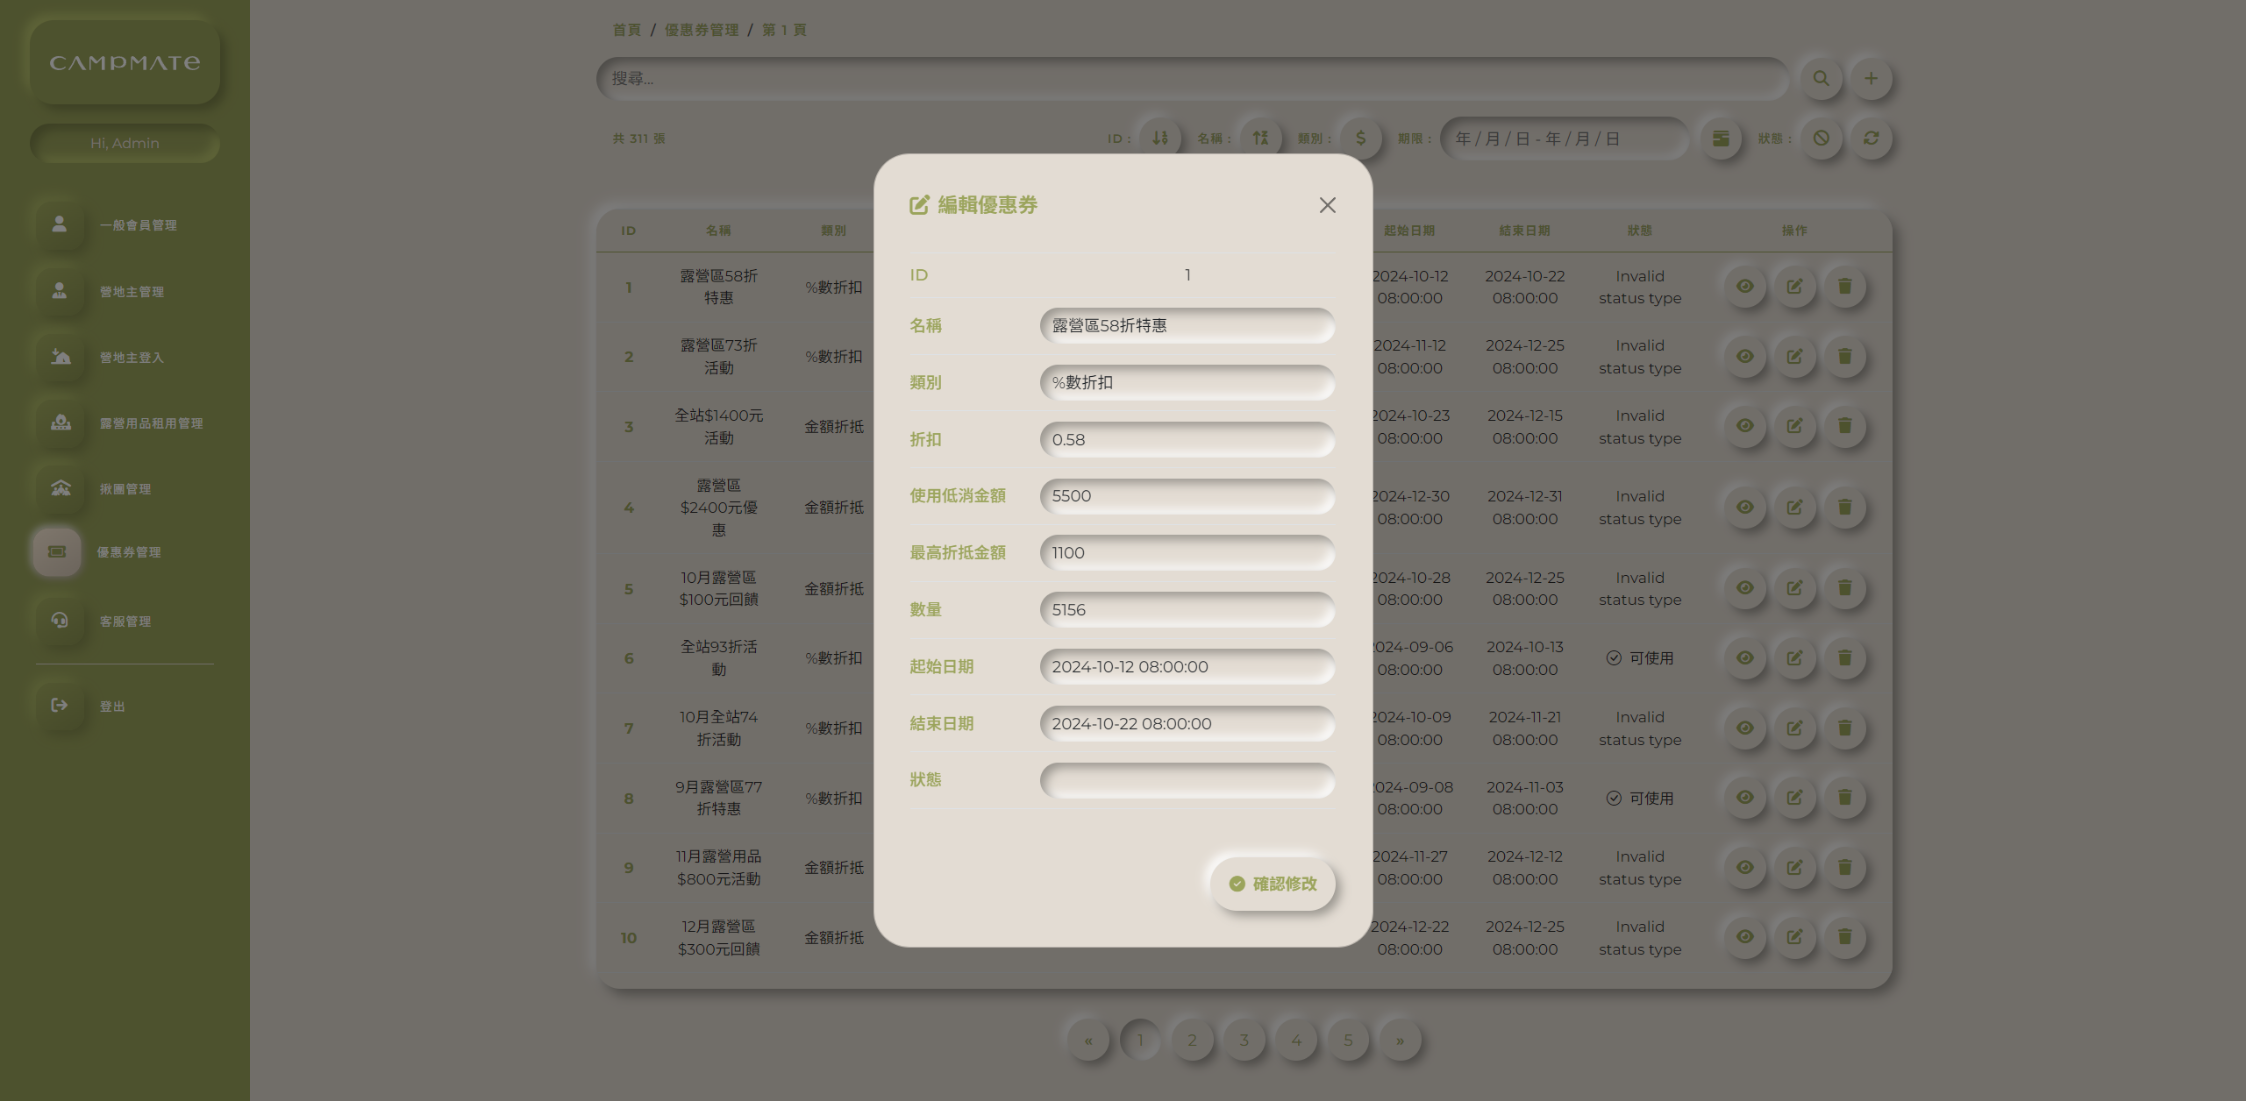 CAMPMATE
Hi, Admin
一般會員管理
營地主管理
營地主登入
露營用品租用管理
揪團管理
優惠券管理
客服管理
登出
首頁 / 優惠券管理 / 第 1 頁
搜尋...
共 311 張
ID : 名稱 : 類別 : 期限 : 年 / 月 / 日 - 年 / 月 / 日 狀態 :
ID 名稱 類別 起始日期 結束日期 狀態 操作
1 露營區58折特惠 %數折扣 2024-10-12 08:00:00 2024-10-22 08:00:00 Invalid status type
2 露營區73折活動 %數折扣 2024-11-12 08:00:00 2024-12-25 08:00:00 Invalid status type
3 全站$1400元活動 金額折抵 2024-10-23 08:00:00 2024-12-15 08:00:00 Invalid status type
4 露營區$2400元優惠 金額折抵 2024-12-30 08:00:00 2024-12-31 08:00:00 Invalid status type
5 10月露營區$100元回饋 金額折抵 2024-10-28 08:00:00 2024-12-25 08:00:00 Invalid status type
6 全站93折活動 %數折扣 2024-09-06 08:00:00 2024-10-13 08:00:00 可使用
7 10月全站74折活動 %數折扣 2024-10-09 08:00:00 2024-11-21 08:00:00 Invalid status type
8 9月露營區77折特惠 %數折扣 2024-09-08 08:00:00 2024-11-03 08:00:00 可使用
9 11月露營用品$800元活動 金額折抵 2024-11-27 08:00:00 2024-12-12 08:00:00 Invalid status type
10 12月露營區$300元回饋 金額折抵 2024-12-22 08:00:00 2024-12-25 08:00:00 Invalid status type
« 1 2 3 4 5 »
編輯優惠券
ID 1
名稱 露營區58折特惠
類別 %數折扣
折扣 0.58
使用低消金額 5500
最高折抵金額 1100
數量 5156
起始日期 2024-10-12 08:00:00
結束日期 2024-10-22 08:00:00
狀態
確認修改